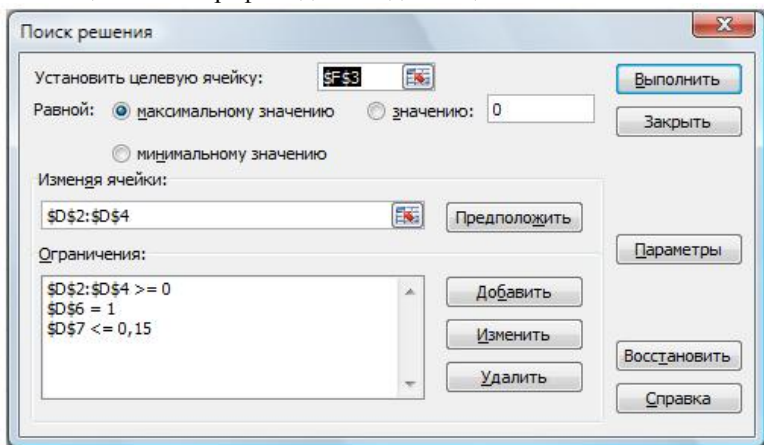 Поиск решения
Установить целевую ячейку: $F$3
Выполнить
Равной: максимальному значению значению: 0
Закрыть
минимальному значению
Изменяя ячейки:
$D$2:$D$4
Предположить
Ограничения:
Параметры
$D$2:$D$4 >= 0
$D$6 = 1
$D$7 <= 0,15
Добавить
Изменить
Удалить
Восстановить
Справка